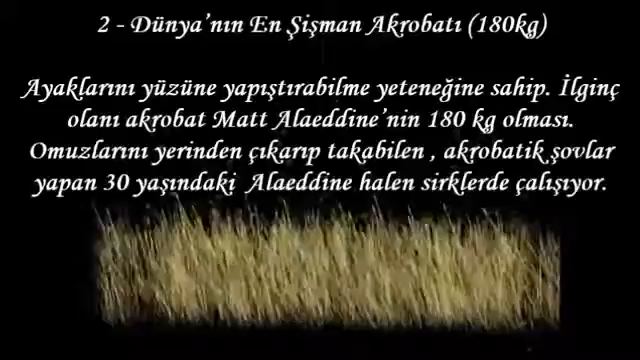 2 - Dünya'nın En Şişman Akrobatı (180kg)
Ayaklarını yüzüne yapıştırabilme yeteneğine sahip. İlginç
olanı akrobat Matt Alaeddine'nin 180 kg olması.
Omuzlarını yerinden çıkarıp takabilen , akrobatik şovlar
yapan 30 yaşındaki Alaeddine halen sirklerde çalışıyor.